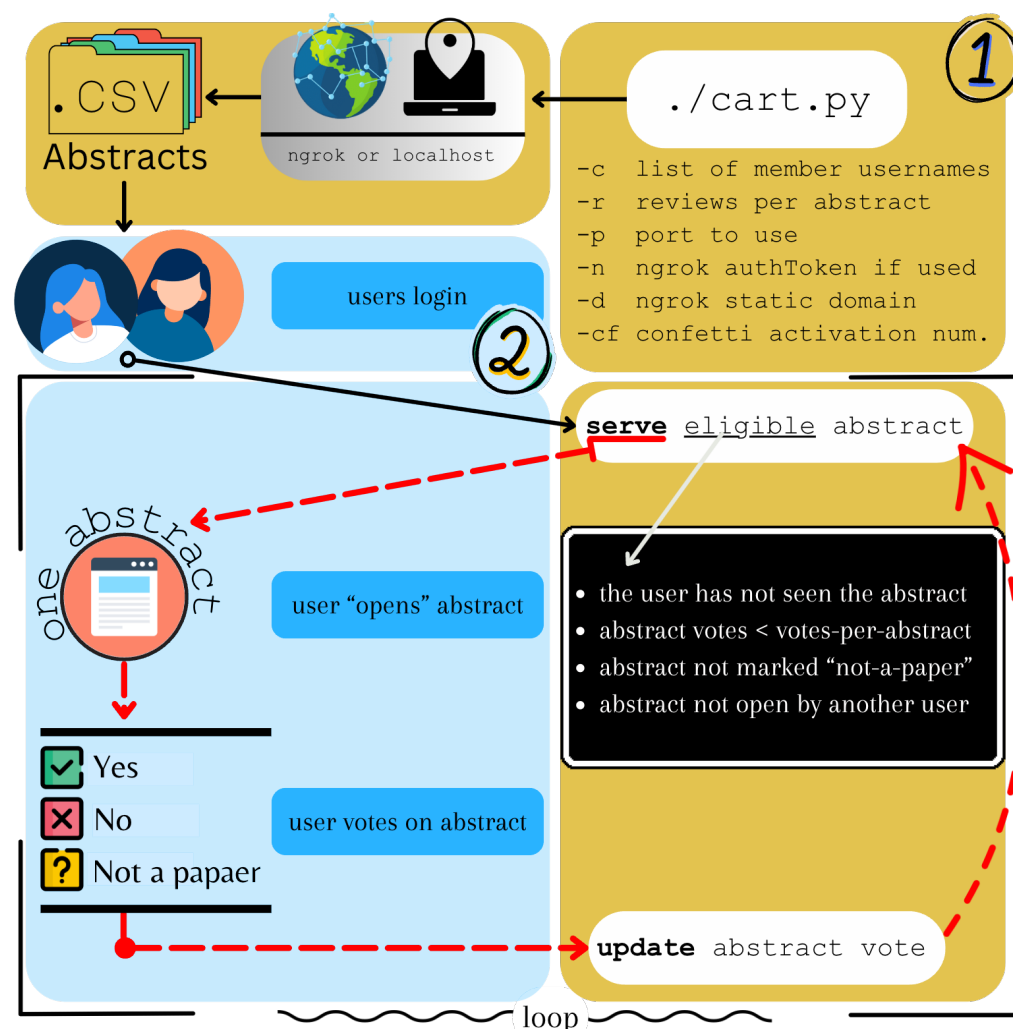 .CSV
Abstracts
ngrok or localhost
1
./cart.py
-c list of member usernames
-r reviews per abstract
-p port to use
-n ngrok authToken if used
-d ngrok static domain
-cf confetti activation num.
users login
2
serve eligible abstract
one abstract
user “opens” abstract
• the user has not seen the abstract
• abstract votes < votes-per-abstract
• abstract not marked “not-a-paper”
• abstract not open by another user
Yes
No
Not a papaer
user votes on abstract
update abstract vote
loop